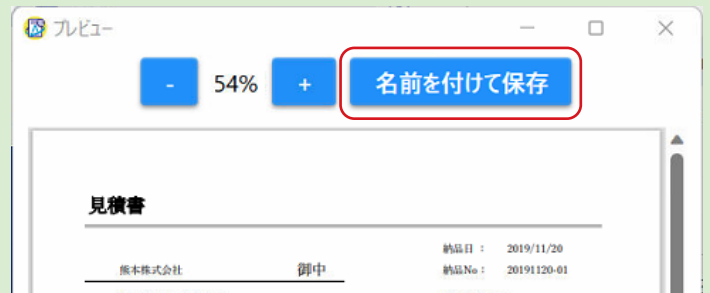 プレビュー
- 54% + 名前を付けて保存
見積書
納品日 : 2019/11/20
熊本株式会社 御中 納品No : 20191120-01